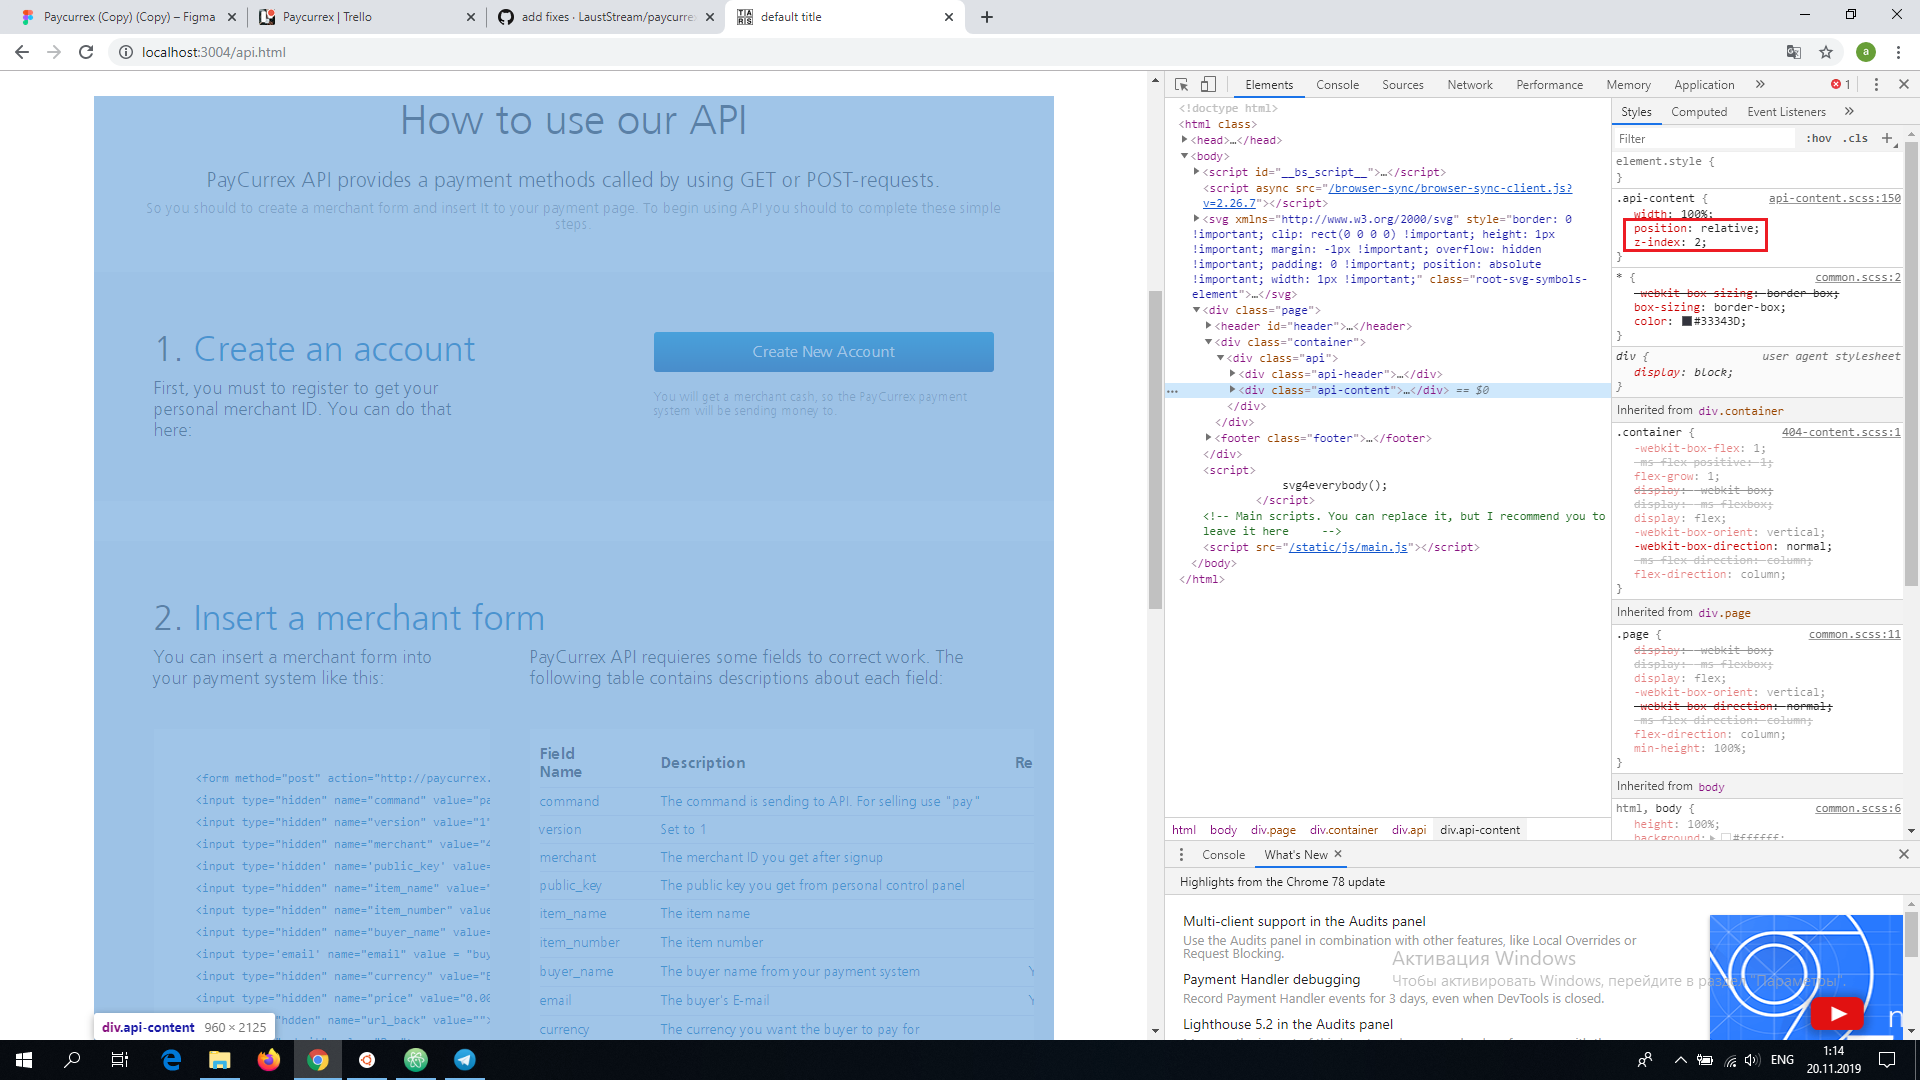 Paycurrex (Copy) (Copy) – Figma
Paycurrex | Trello
add fixes · LaustStream/paycurre
default title
localhost:3004/api.html
a
How to use our API
PayCurrex API provides a payment methods called by using GET or POST-requests.
So you should to create a merchant form and insert it to your payment page. To begin using API you should to complete these simple
steps.
1. Create an account
First, you must to register to get your
personal merchant ID. You can do that
here:
Create New Account
You will get a merchant cash, so the PayCurrex payment
system will be sending money to.
2. Insert a merchant form
You can insert a merchant form into
your payment system like this:
PayCurrex API requieres some fields to correct work. The
following table contains descriptions about each field:
<form method="post" action="http://paycurrex.
<input type="hidden" name="command" value="pa
<input type="hidden" name="version" value="1"
<input type="hidden" name="merchant" value="4
<input type='hidden' name='public_key' value=
<input type="hidden" name="item_name" value="
<input type="hidden" name="item_number" value
<input type="hidden" name="buyer_name" value=
<input type='email' name="email" value = "buy
<input type="hidden" name="currency" value="E
<input type="hidden" name="price" value="0.00
"hidden" name="url_back" value="">
Field Name Description Re
command The command is sending to API. For selling use "pay"
version Set to 1
merchant The merchant ID you get after signup
public_key The public key you get from personal control panel
item_name The item name
item_number The item number
buyer_name The buyer name from your payment system Y
email The buyer's E-mail Y
currency The currency you want the buyer to pay for
div.api-content 960 × 2125
Elements Console Sources Network Performance Memory Application » 1
<!doctype html>
<html class>
<head>…</head>
<body>
<script id="__bs_script__">…</script>
<script async src="/browser-sync/browser-sync-client.js?
v=2.26.7"></script>
<svg xmlns="http://www.w3.org/2000/svg" style="border: 0
!important; clip: rect(0 0 0 0) !important; height: 1px
!important; margin: -1px !important; overflow: hidden
!important; padding: 0 !important; position: absolute
!important; width: 1px !important;" class="root-svg-symbols-
element">…</svg>
<div class="page">
<header id="header">…</header>
<div class="container">
<div class="api">
<div class="api-header">…</div>
… <div class="api-content">…</div> == $0
</div>
</div>
<footer class="footer">…</footer>
</div>
<script>
svg4everybody();
</script>
<!-- Main scripts. You can replace it, but I recommend you to
leave it here -->
<script src="/static/js/main.js"></script>
</body>
</html>
html body div.page div.container div.api div.api-content
Styles Computed Event Listeners »
Filter :hov .cls +
element.style {
}
.api-content { api-content.scss:150
width: 100%;
position: relative;
z-index: 2;
}
* { common.scss:2
-webkit-box-sizing: border-box;
box-sizing: border-box;
color: #33343D;
}
div { user agent stylesheet
display: block;
}
Inherited from div.container
.container { 404-content.scss:1
-webkit-box-flex: 1;
-ms-flex-positive: 1;
flex-grow: 1;
display: -webkit-box;
display: -ms-flexbox;
display: flex;
-webkit-box-orient: vertical;
-webkit-box-direction: normal;
-ms-flex-direction: column;
flex-direction: column;
}
Inherited from div.page
.page { common.scss:11
display: -webkit-box;
display: -ms-flexbox;
display: flex;
-webkit-box-orient: vertical;
-webkit-box-direction: normal;
-ms-flex-direction: column;
flex-direction: column;
min-height: 100%;
}
Inherited from body
html, body { common.scss:6
height: 100%;
background: #ffffff;
Console What's New
Highlights from the Chrome 78 update
Multi-client support in the Audits panel
Use the Audits panel in combination with other features, like Local Overrides or
Request Blocking.
Payment Handler debugging
Record Payment Handler events for 3 days, even when DevTools is closed.
Lighthouse 5.2 in the Audits panel
Активация Windows
Чтобы активировать Windows, перейдите в раздел "Параметры".
ENG
1:14
20.11.2019